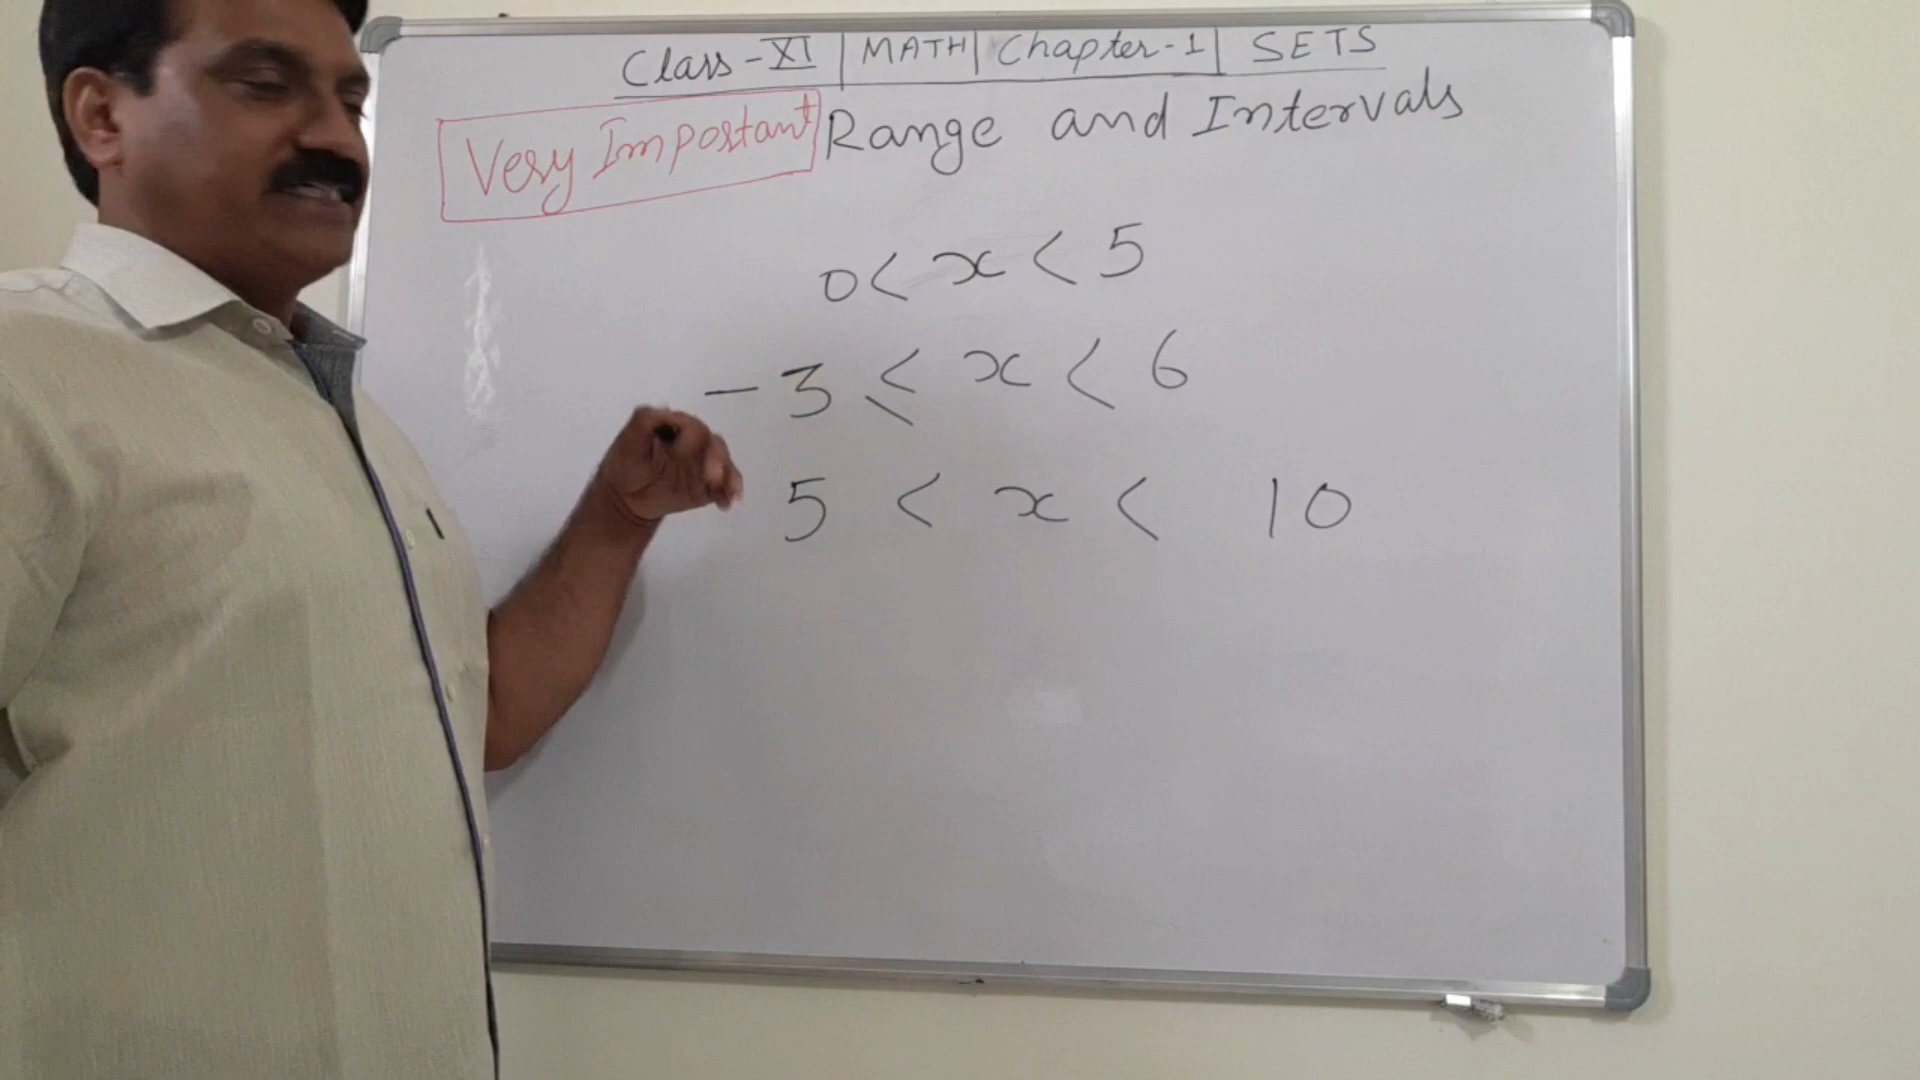 Class-XI | MATH | Chapter-1 | SETS
Very Important Range and Intervals
0 < x < 5
-3 ≤ x < 6
5 < x < 10